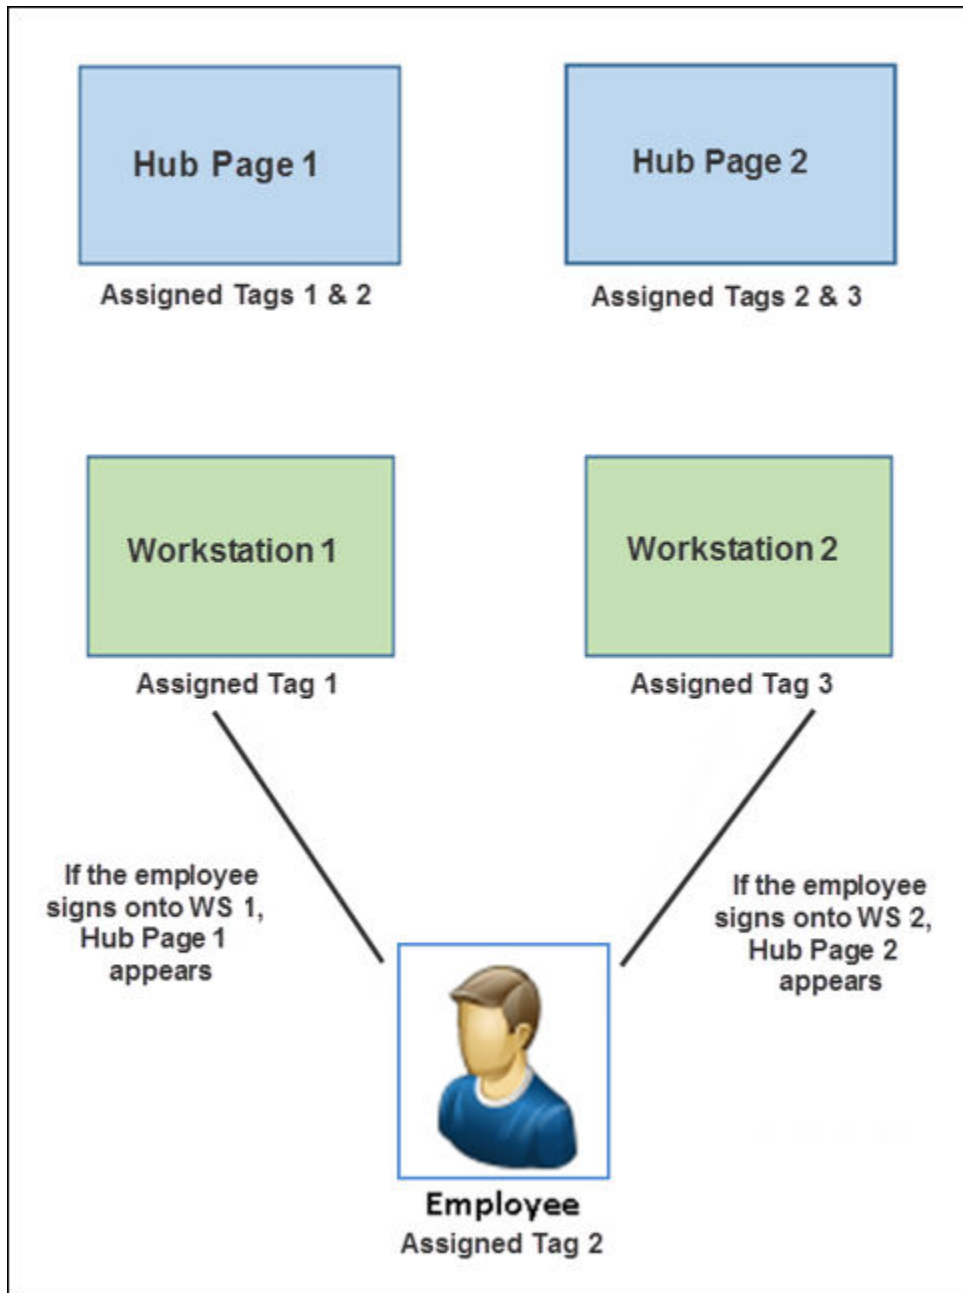 Hub Page 1
Hub Page 2
Assigned Tags 1 & 2
Assigned Tags 2 & 3
Workstation 1
Workstation 2
Assigned Tag 1
Assigned Tag 3
If the employee
signs onto WS 1,
Hub Page 1
appears
If the employee
signs onto WS 2,
Hub Page 2
appears
Employee
Assigned Tag 2